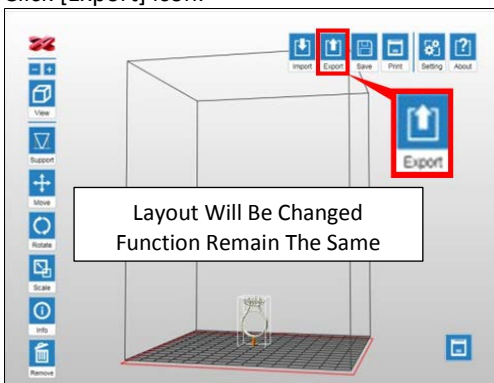 Click [Export] icon.
Import Export Save Print Setting About
View
Export
Support
Move
Layout Will Be Changed
Function Remain The Same
Rotate
Scale
Info
Remove